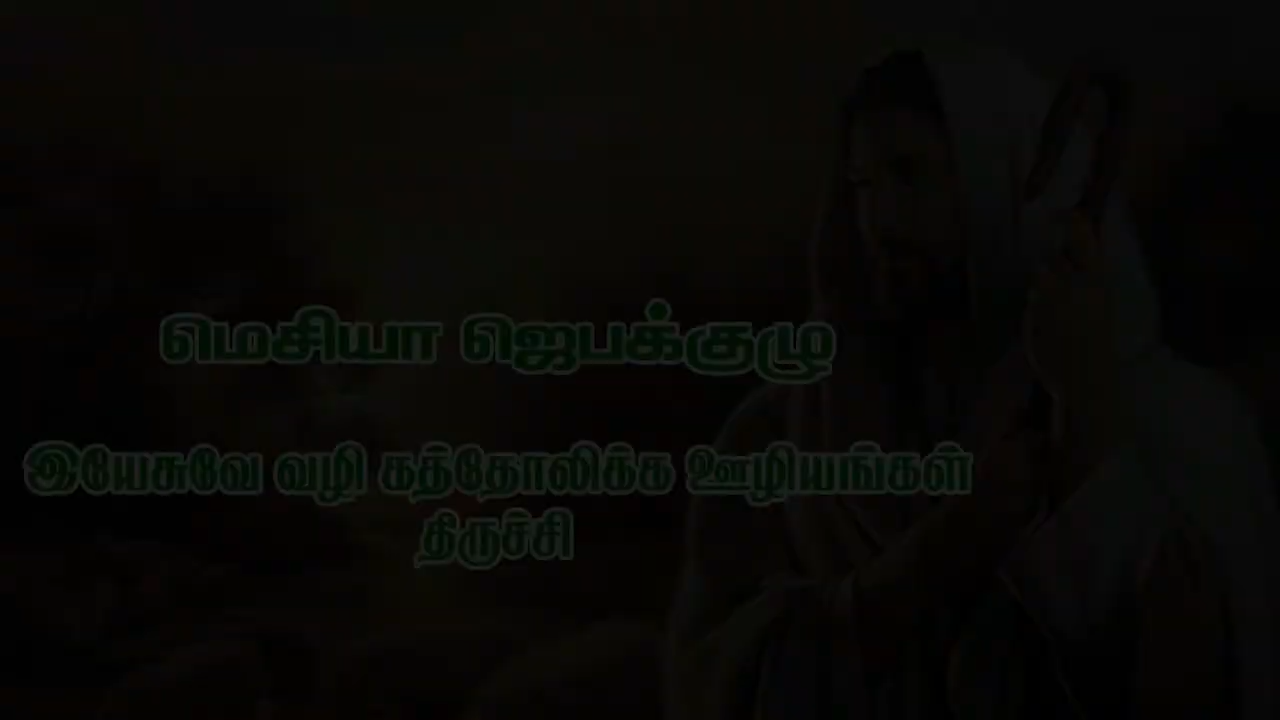 மெசியா ஜெபக்குழு
இயேசுவே வழி கத்தோலிக்க ஊழியங்கள்
திருச்சி